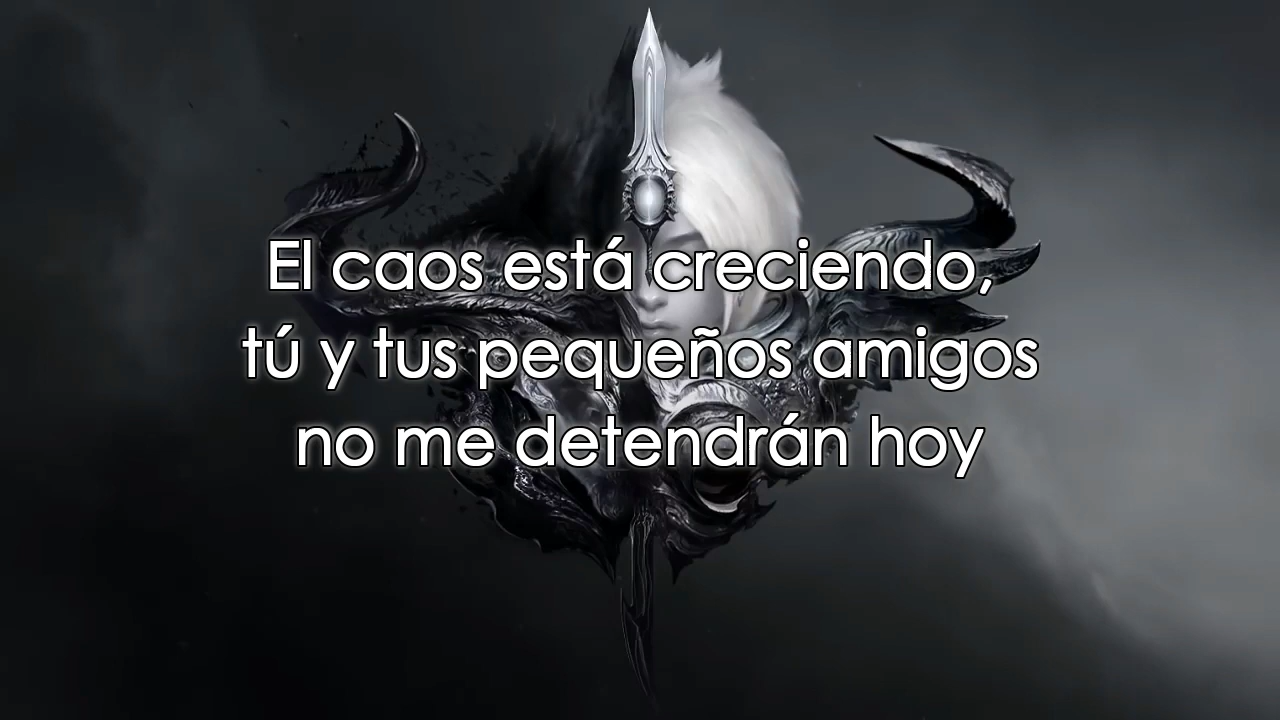 El caos está creciendo,
tú y tus pequeños amigos
no me detendrán hoy